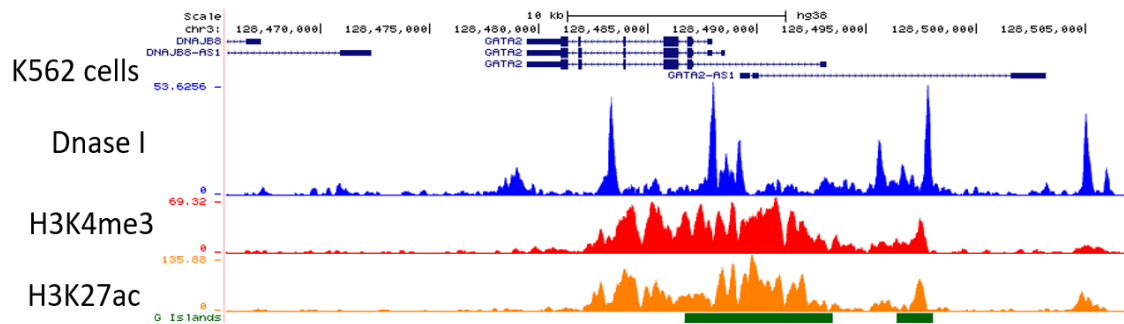 Scale 10 kb hg38
chr3: 128,470,000 128,475,000 128,480,000 128,485,000 128,490,000 128,495,000 128,500,000 128,505,000
DNAJB8 GATA2
DNAJB8-AS1 GATA2
GATA2
GATA2-AS1
K562 cells
53.6256
Dnase I
0
69.32
H3K4me3
0
135.88
H3K27ac
0
G Islands